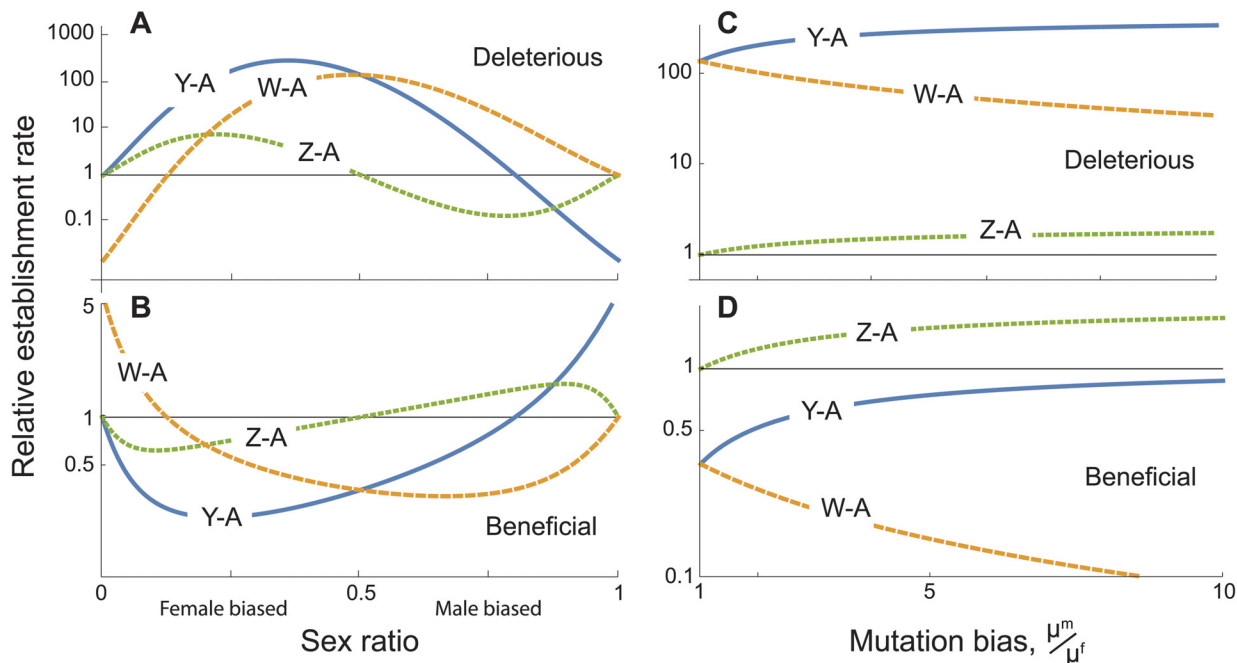 Relative establishment rate
A
1000
100
10
1
0.1
Y-A
W-A
Z-A
Deleterious
B
5
1
0.5
W-A
Z-A
Y-A
Beneficial
0
0.5
1
Female biased
Male biased
Sex ratio
C
100
10
1
Y-A
W-A
Deleterious
Z-A
D
1
0.5
0.1
Z-A
Y-A
W-A
Beneficial
1
5
10
Mutation bias, μᵐ/μᶠ